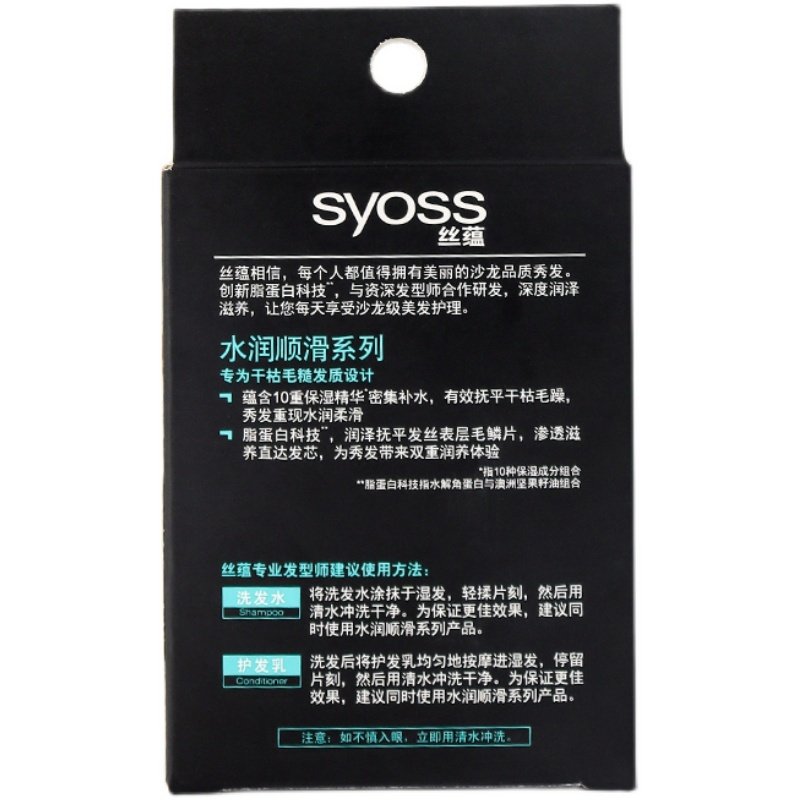 syoss
丝蕴
丝蕴相信，每个人都值得拥有美丽的沙龙品质秀发。
创新脂蛋白科技**，与资深发型师合作研发，深度润泽
滋养，让您每天享受沙龙级美发护理。
水润顺滑系列
专为干枯毛糙发质设计
蕴含10重保湿精华*密集补水，有效抚平干枯毛躁，
秀发重现水润柔滑
脂蛋白科技**，润泽抚平发丝表层毛鳞片，渗透滋
养直达发芯，为秀发带来双重润养体验
*指10种保湿成分组合
**脂蛋白科技指水解角蛋白与澳洲坚果籽油组合
丝蕴专业发型师建议使用方法：
洗发水
Shampoo
将洗发水涂抹于湿发，轻揉片刻，然后用
清水冲洗干净。为保证更佳效果，建议同
时使用水润顺滑系列产品。
护发乳
Conditioner
洗发后将护发乳均匀地按摩进湿发，停留
片刻，然后用清水冲洗干净。为保证更佳
效果，建议同时使用水润顺滑系列产品。
注意：如不慎入眼，立即用清水冲洗。